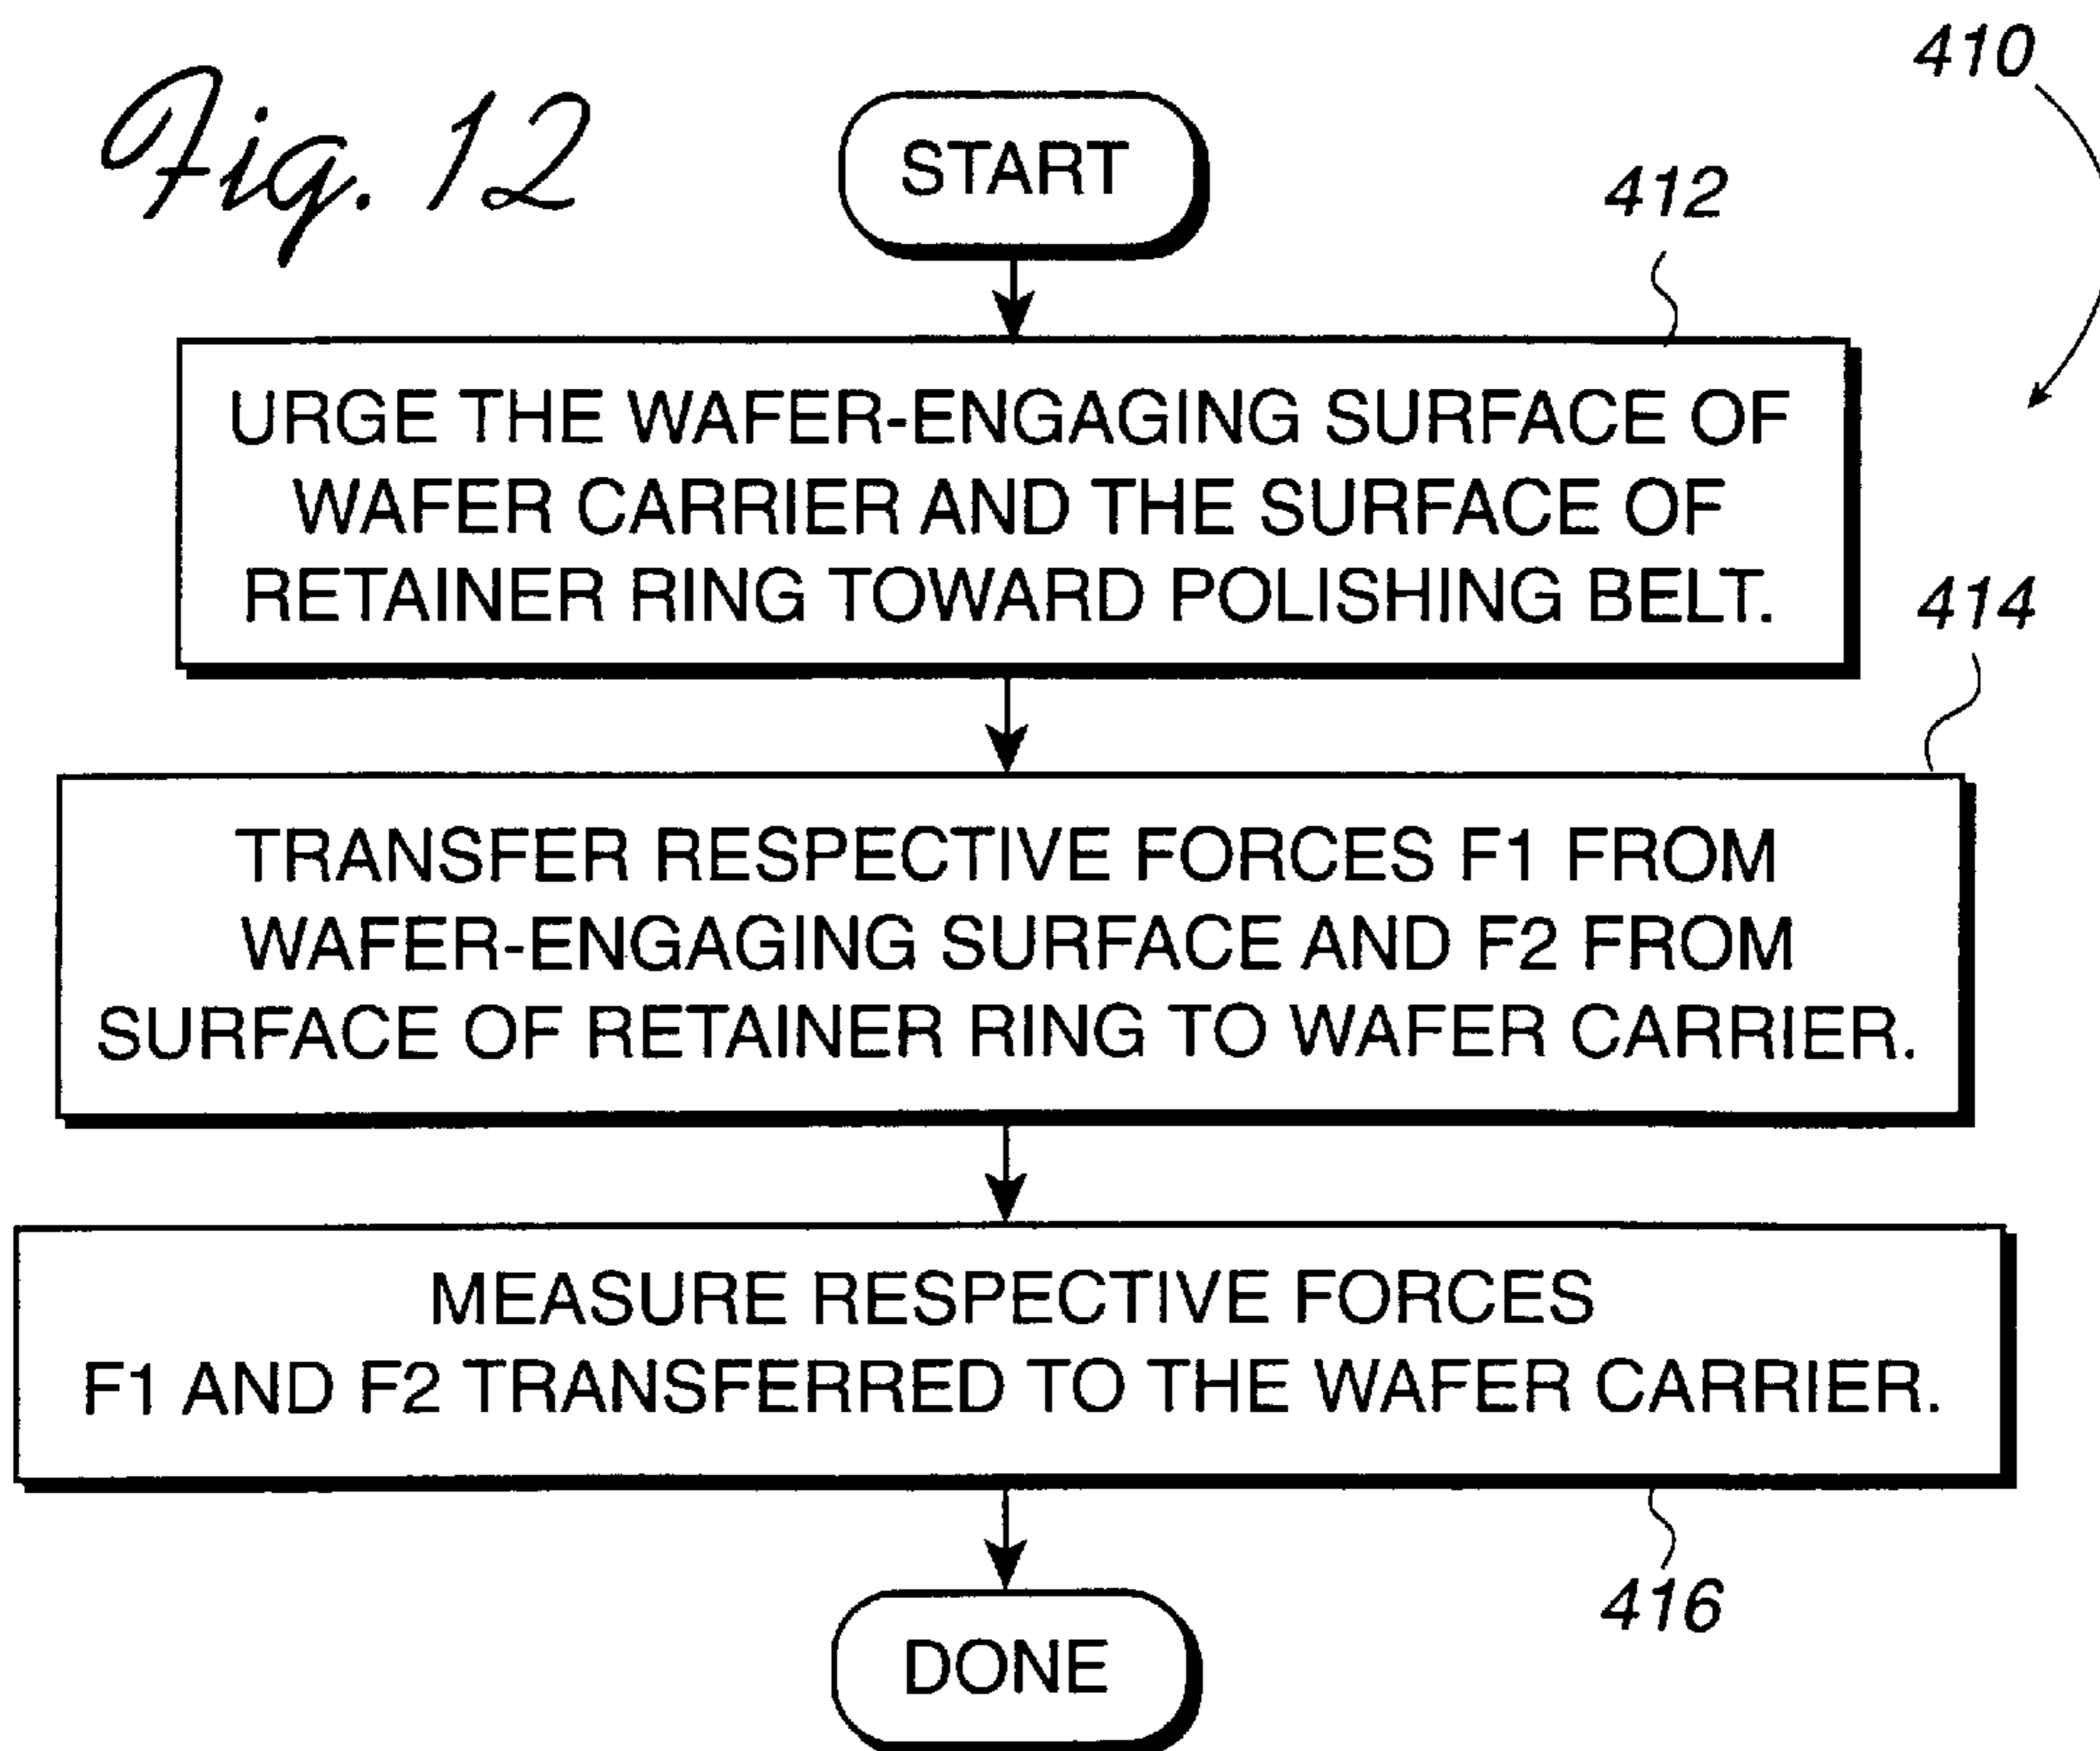 Fig. 12
410
START
412
URGE THE WAFER-ENGAGING SURFACE OF
WAFER CARRIER AND THE SURFACE OF
RETAINER RING TOWARD POLISHING BELT.
414
TRANSFER RESPECTIVE FORCES F1 FROM
WAFER-ENGAGING SURFACE AND F2 FROM
SURFACE OF RETAINER RING TO WAFER CARRIER.
MEASURE RESPECTIVE FORCES
F1 AND F2 TRANSFERRED TO THE WAFER CARRIER.
416
DONE